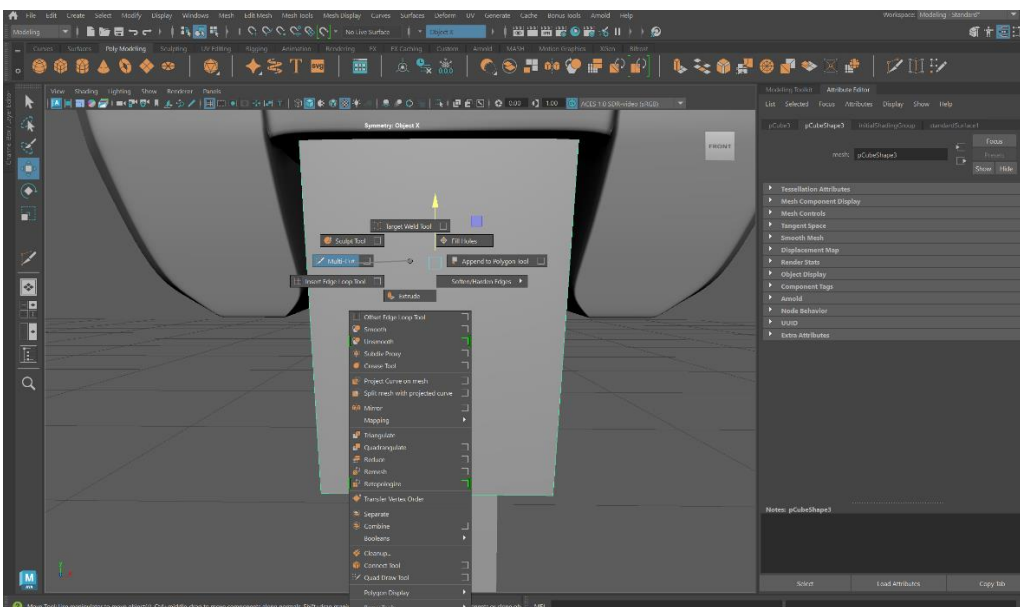 File Edit Create Select Modify Display Windows Mesh Edit Mesh Mesh Tools Mesh Display Curves Surfaces Deform UV Generate Cache Bonus Tools Arnold Help
Workspace: Modeling - Standard*
Modeling
No Live Surface
Object X
Curves Surfaces Poly Modeling Sculpting UV Editing Rigging Animation Rendering FX FX Caching Custom Arnold MASH Motion Graphics XGen Bifrost
View Shading Lighting Show Renderer Panels
0.00 1.00 ACES 1.0 SDR-video (sRGB)
Symmetry: Object X
FRONT
Target Weld Tool
Sculpt Tool
Fill Holes
Multi-Cut
Append to Polygon Tool
Insert Edge Loop Tool
Soften/Harden Edges
Extrude
Offset Edge Loop Tool
Smooth
Unsmooth
Subdiv Proxy
Crease Tool
Project Curve on mesh
Split mesh with projected curve
Mirror
Mapping
Triangulate
Quadrangulate
Reduce
Remesh
Retopologize
Transfer Vertex Order
Separate
Combine
Booleans
Cleanup...
Connect Tool
Quad Draw Tool
Polygon Display
Modeling Toolkit Attribute Editor
List Selected Focus Attributes Display Show Help
pCube3 pCubeShape3 initialShadingGroup standardSurface1
mesh: pCubeShape3
Focus
Presets
Show Hide
Tessellation Attributes
Mesh Component Display
Mesh Controls
Tangent Space
Smooth Mesh
Displacement Map
Render Stats
Object Display
Component Tags
Arnold
Node Behavior
UUID
Extra Attributes
Notes: pCubeShape3
Select Load Attributes Copy Tab
MEL